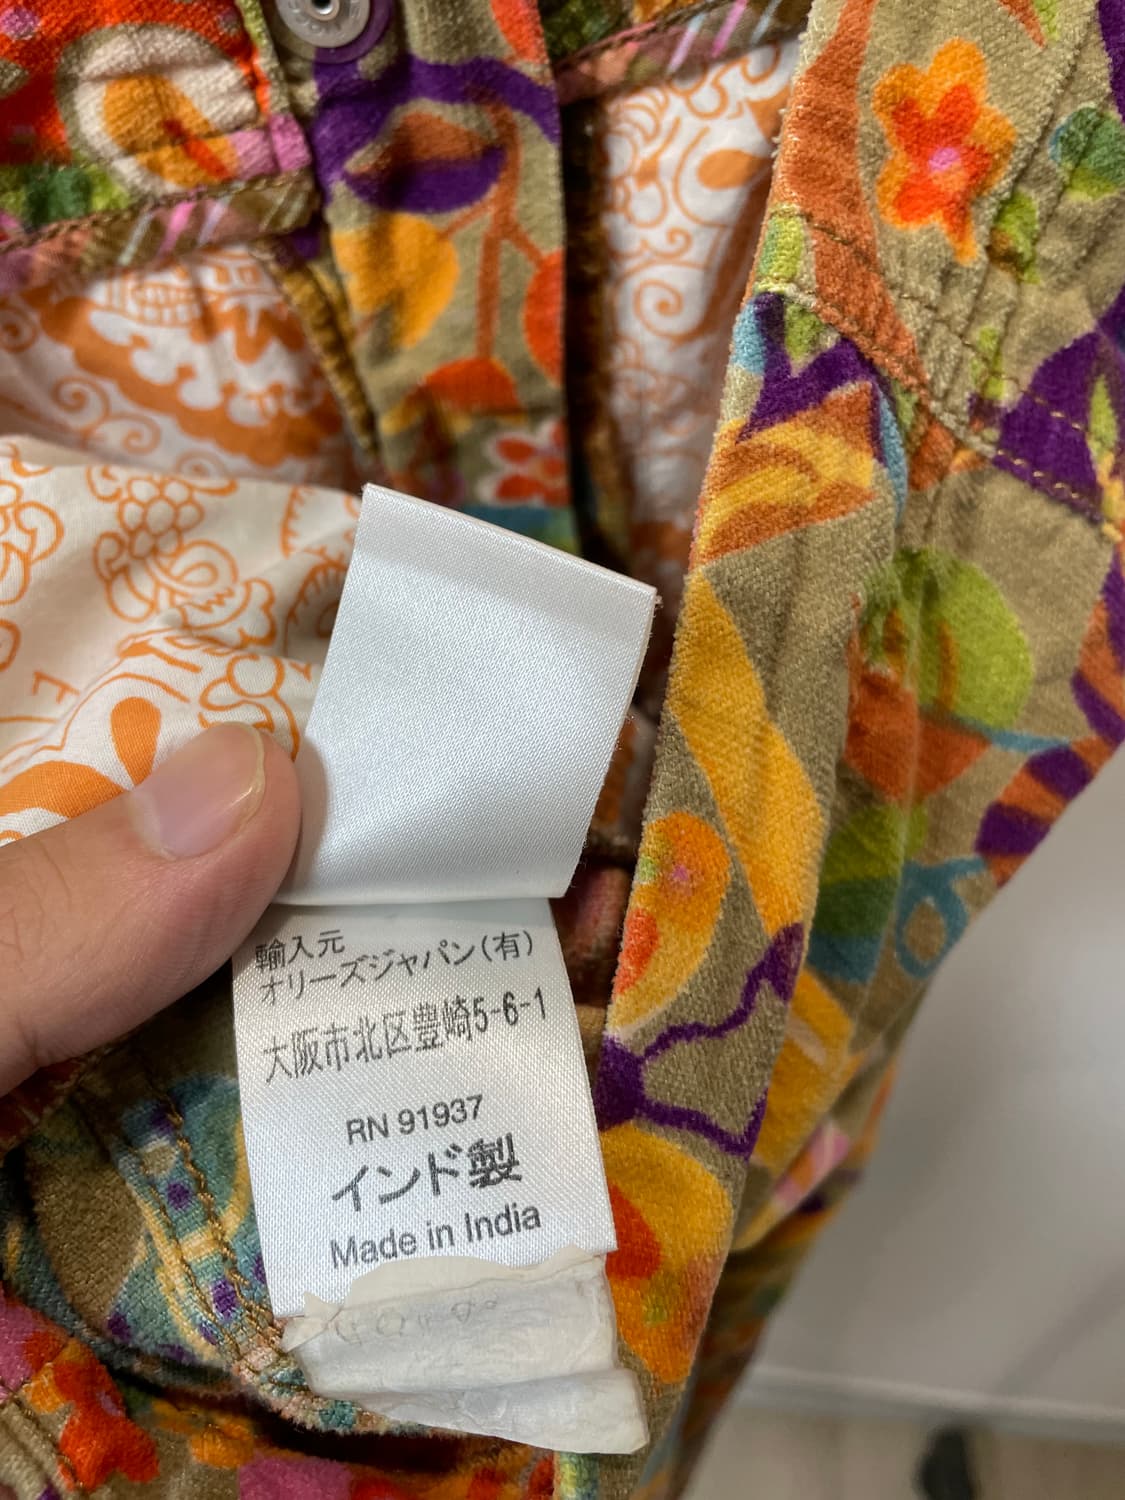 輸入元
オリーズジャパン(有)
大阪市北区豊崎5-6-1
RN 91937
インド製
Made in India